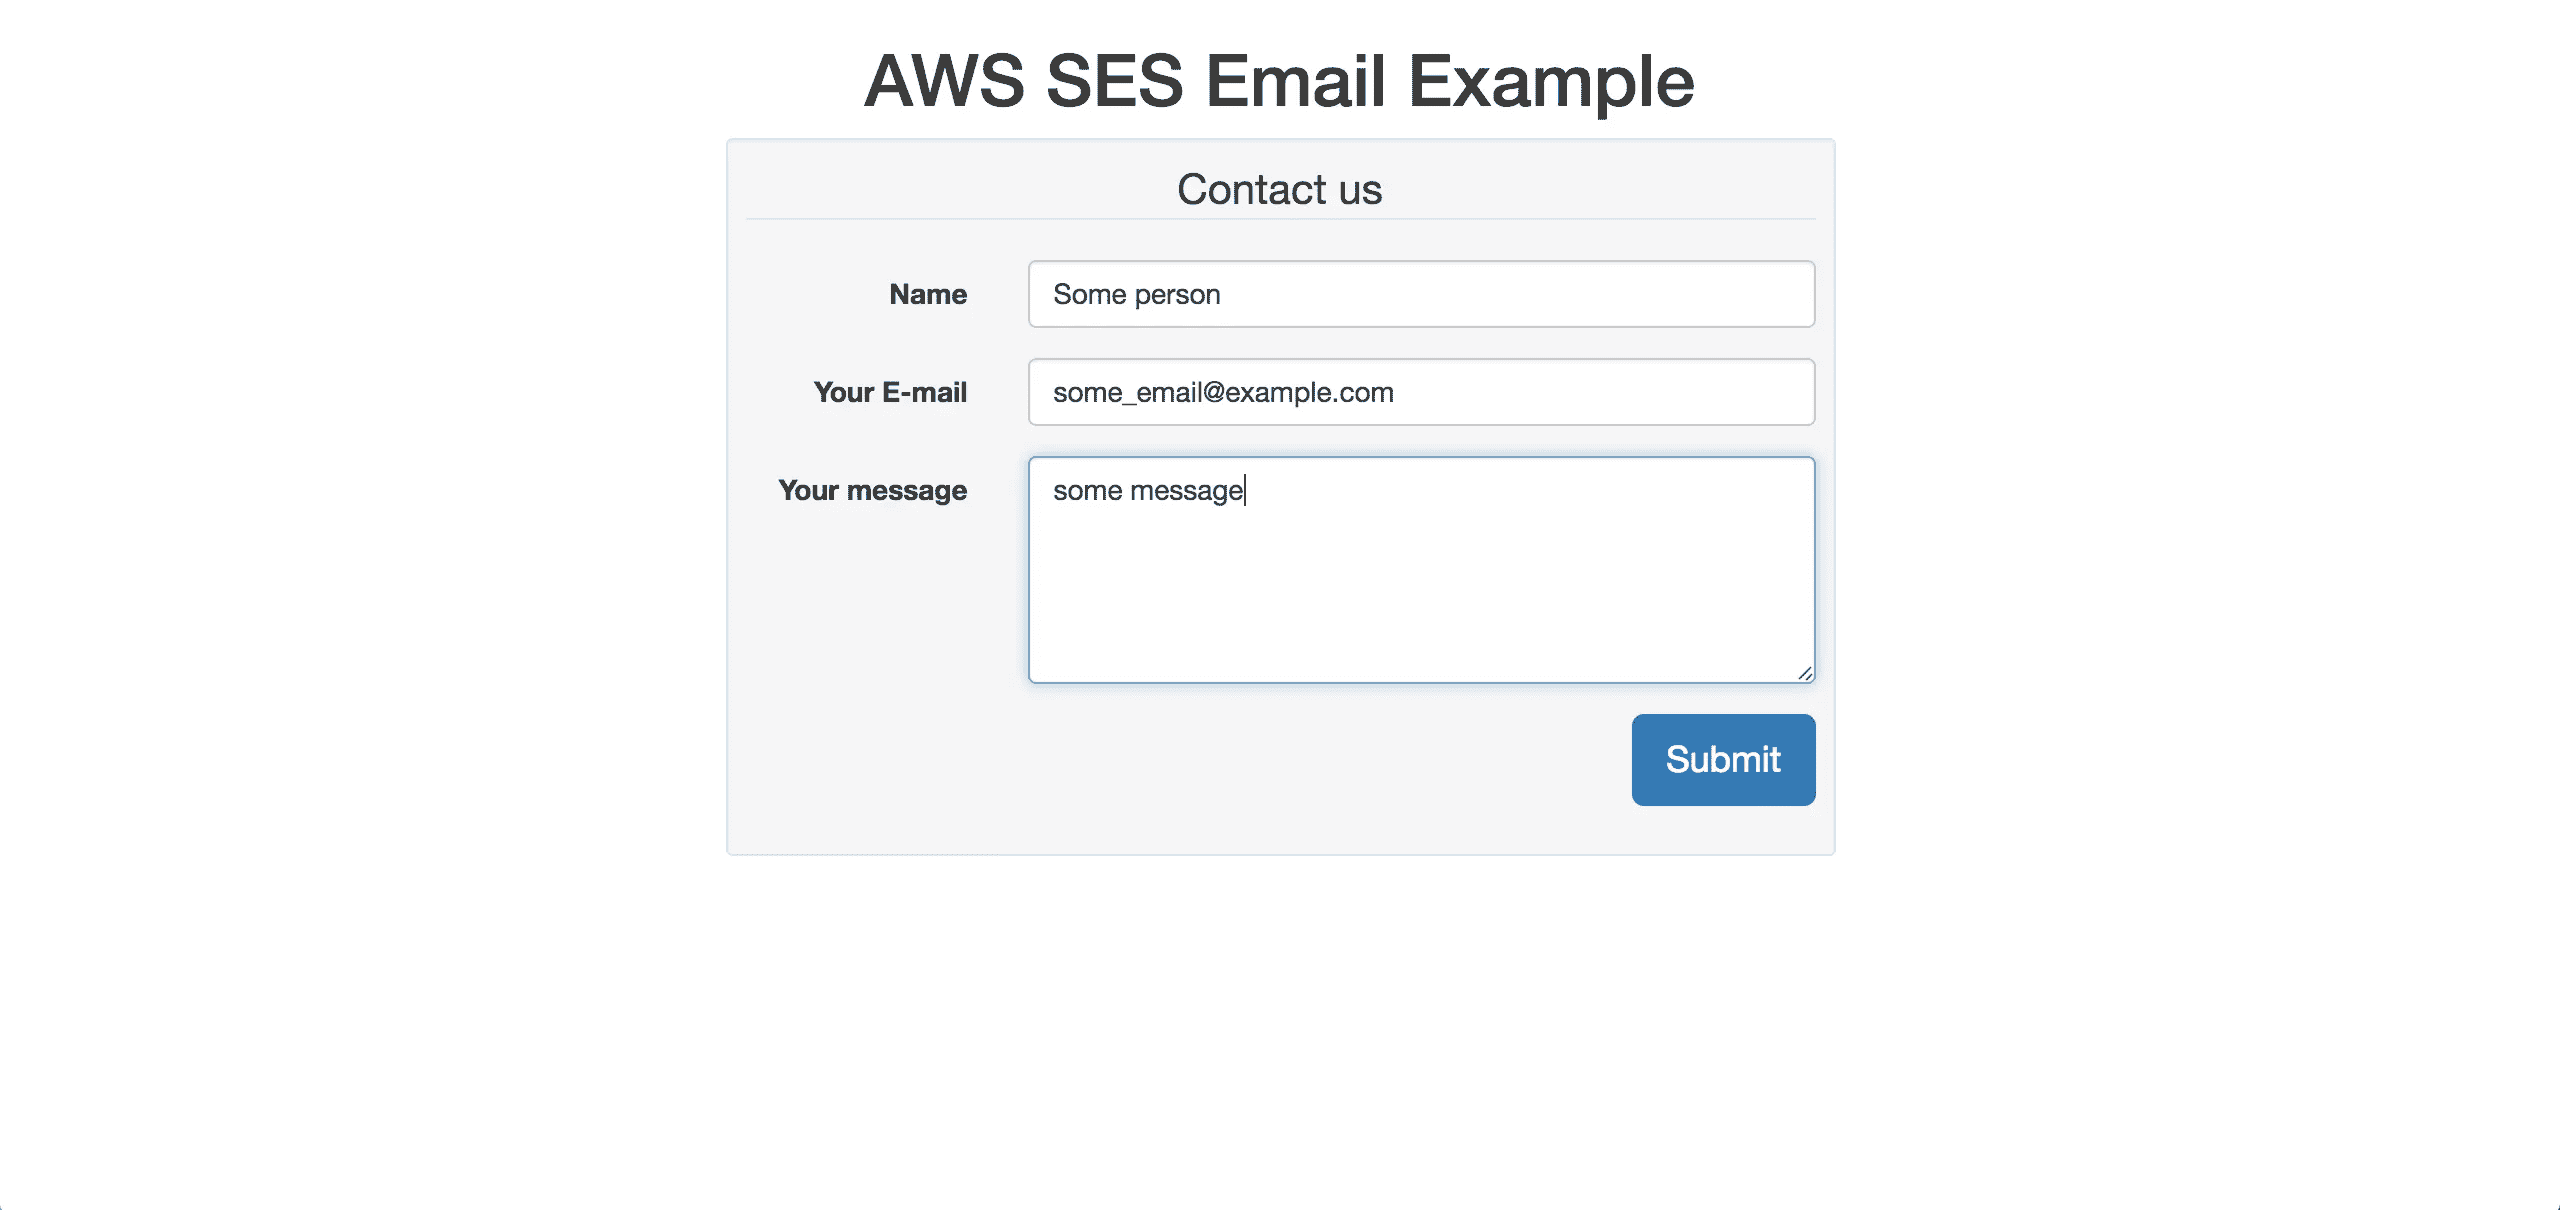 AWS SES Email Example
Contact us
Name
Some person
Your E-mail
some_email@example.com
Your message
some message
Submit